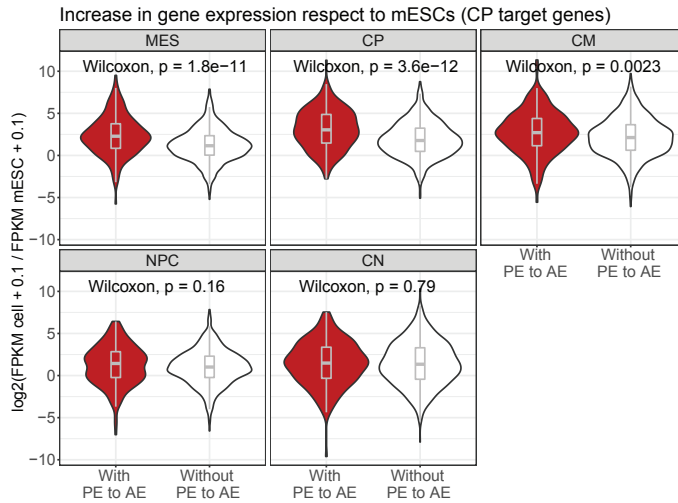 Increase in gene expression respect to mESCs (CP target genes)
MES
CP
CM
Wilcoxon, p = 1.8e−11
Wilcoxon, p = 3.6e−12
Wilcoxon, p = 0.0023
10
5
0
−5
−10
NPC
CN
With
PE to AE
Without
PE to AE
Wilcoxon, p = 0.16
Wilcoxon, p = 0.79
10
5
0
−5
−10
With
PE to AE
Without
PE to AE
With
PE to AE
Without
PE to AE
log2(FPKM cell + 0.1 / FPKM mESC + 0.1)